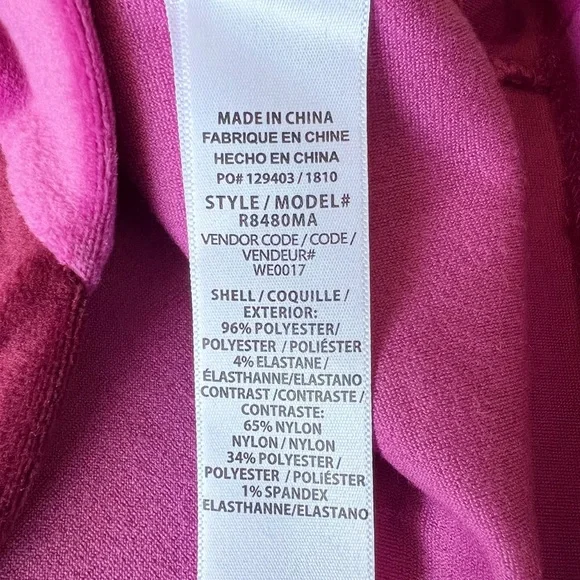 MADE IN CHINA
FABRIQUE EN CHINE
HECHO EN CHINA
PO# 129403 / 1810
STYLE / MODEL#
R8480MA
VENDOR CODE / CODE /
VENDEUR#
WE0017
SHELL / COQUILLE /
EXTERIOR:
96% POLYESTER/
POLYESTER / POLIÉSTER
4% ELASTANE/
ÉLASTHANNE/ELASTANO
CONTRAST / CONTRASTE /
CONTRASTE:
65% NYLON
NYLON / NYLON
34% POLYESTER /
POLYESTER / POLIÉSTER
1% SPANDEX
ELASTHANNE/ELASTANO